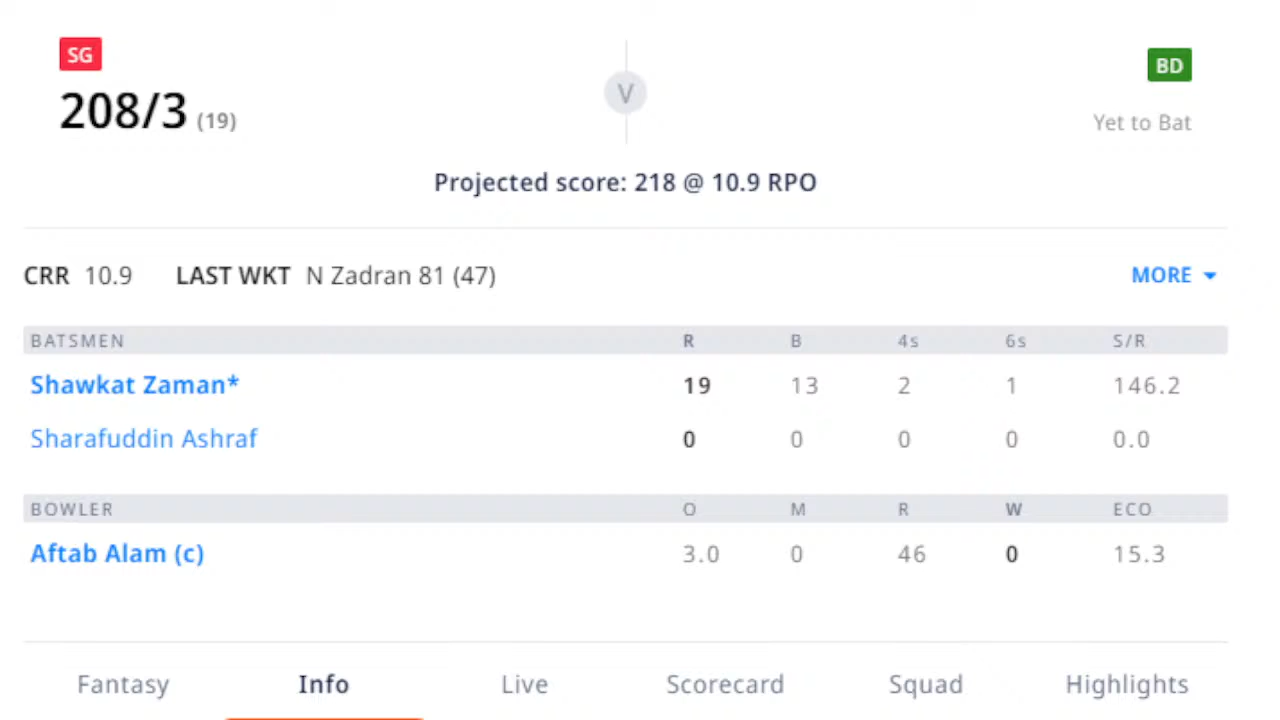 SG
208/3 (19)
V
BD
Yet to Bat
Projected score: 218 @ 10.9 RPO
CRR 10.9 LAST WKT N Zadran 81 (47) MORE
BATSMEN R B 4s 6s S/R
Shawkat Zaman* 19 13 2 1 146.2
Sharafuddin Ashraf 0 0 0 0 0.0
BOWLER O M R W ECO
Aftab Alam (c) 3.0 0 46 0 15.3
Fantasy Info Live Scorecard Squad Highlights